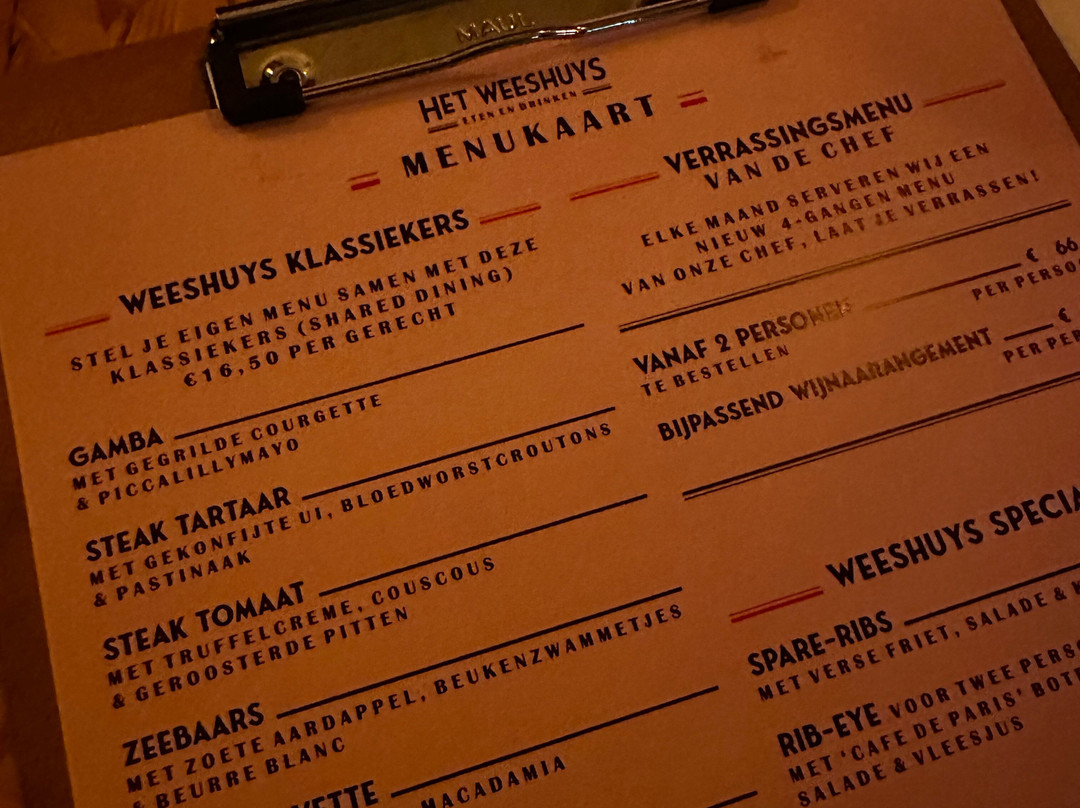 MAUL
HET WEESHUYS
ETEN EN DRINKEN
MENUKAART
WEESHUYS KLASSIEKERS
STEL JE EIGEN MENU SAMEN MET DEZE
KLASSIEKERS (SHARED DINING)
€16,50 PER GERECHT
GAMBA
MET GEGRILDE COURGETTE
& PICCALILLYMAYO
STEAK TARTAAR
MET GEKONFIJTE UI, BLOEDWORSTCROUTONS
& PASTINAAK
STEAK TOMAAT
MET TRUFFELCREME, COUSCOUS
& GEROOSTERDE PITTEN
ZEEBAARS
MET ZOETE AARDAPPEL, BEUKENZWAMMETJES
& BEURRE BLANC
MACADAMIA
VERRASSINGSMENU
VAN DE CHEF
ELKE MAAND SERVEREN WIJ EEN
NIEUW 4-GANGEN MENU
VAN ONZE CHEF, LAAT JE VERRASSEN!
VANAF 2 PERSONEN € 66
TE BESTELLEN PER PERSO
BIJPASSEND WIJNAARANGEMENT €
PER PER
WEESHUYS SPECIA
SPARE-RIBS
MET VERSE FRIET, SALADE &
RIB-EYE VOOR TWEE PERSO
MET 'CAFE DE PARIS' BOT
SALADE & VLEESJUS